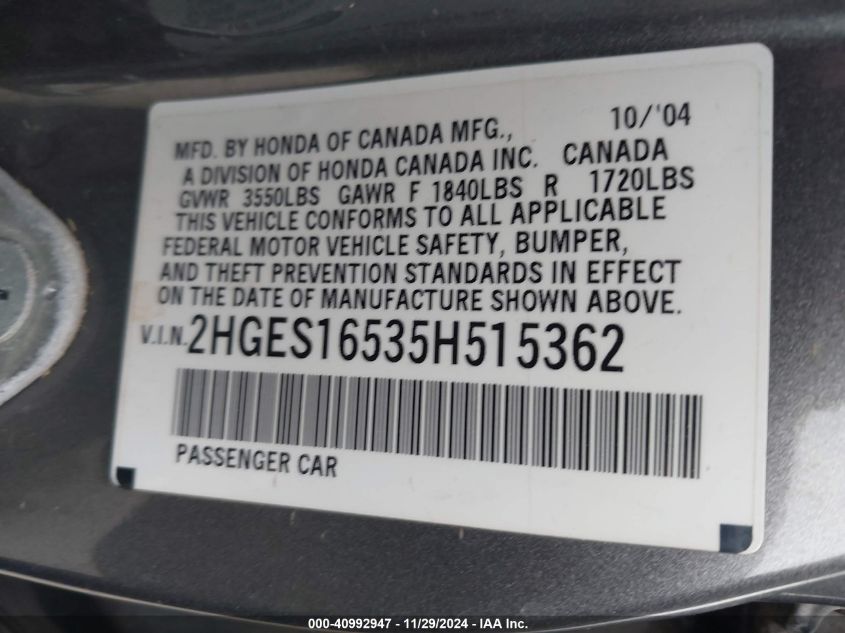 10/'04
MFD. BY HONDA OF CANADA MFG.,
A DIVISION OF HONDA CANADA INC. CANADA
GVWR 3550LBS GAWR F 1840LBS R 1720LBS
THIS VEHICLE CONFORMS TO ALL APPLICABLE
FEDERAL MOTOR VEHICLE SAFETY, BUMPER,
AND THEFT PREVENTION STANDARDS IN EFFECT
ON THE DATE OF MANUFACTURE SHOWN ABOVE.
V.I.N. 2HGES16535H515362
PASSENGER CAR
000-40992947 - 11/29/2024 - IAA Inc.